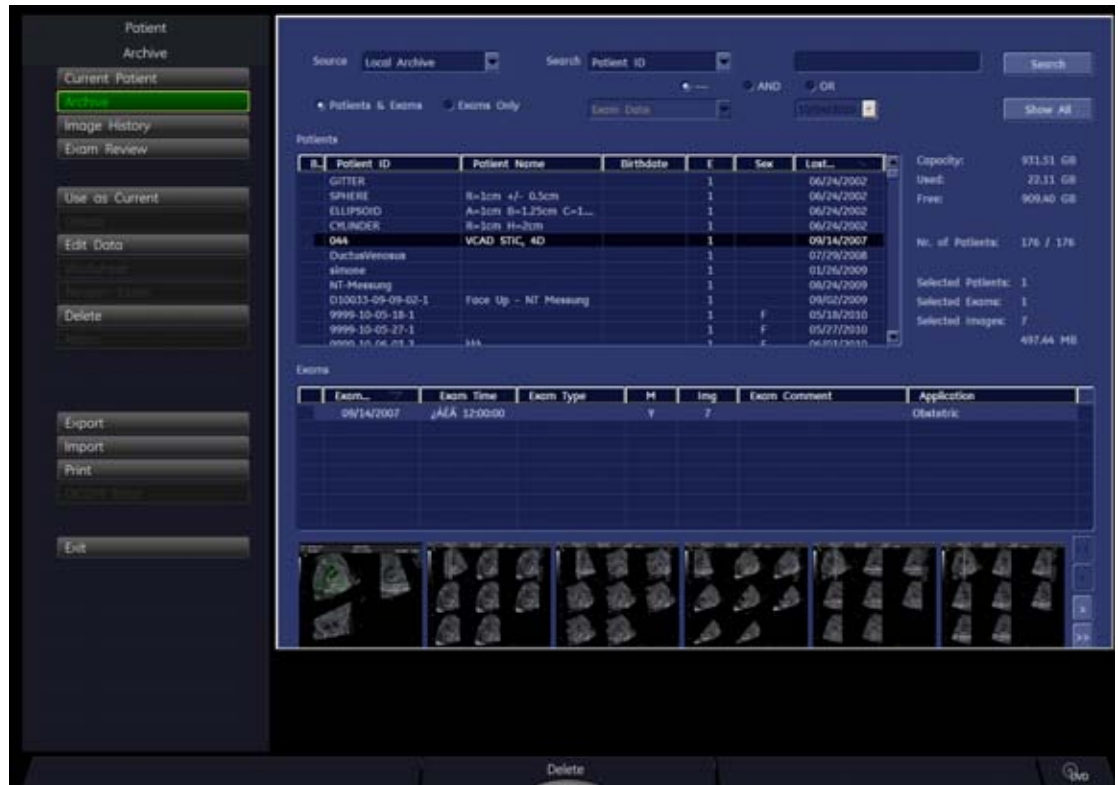 Patient
Archive
Current Patient
Archive
Image History
Exam Review
Use as Current
Edit Data
Delete
Export
Import
Print
Exit
Source Local Archive Search Patient ID Search
--- AND OR
Patients & Exams Exams Only Exam Date Show All
Patients
B... Patient ID Patient Name Birthdate E Sex Last...
GITTER 1 06/24/2002
SPHERE R=1cm +/- 0.5cm 1 06/24/2002
ELLIPSOID A=1cm B=1.25cm C=1... 1 06/24/2002
CYLINDER R=1cm H=2cm 1 06/24/2002
044 VCAD STIC, 4D 1 09/14/2007
DuctusVenosus 1 07/29/2008
simone 1 01/26/2009
NT-Messung 1 08/24/2009
D10033-09-09-02-1 Face Up - NT Messung 1 09/02/2009
9999-10-05-18-1 1 F 05/18/2010
9999-10-05-27-1 1 F 05/27/2010
Capacity: 931.51 GB
Used: 22.11 GB
Free: 909.40 GB
Nr. of Patients: 176 / 176
Selected Patients: 1
Selected Exams: 1
Selected Images: 7
497.64 MB
Exams
Exam... Exam Time Exam Type M Img Exam Comment Application
09/14/2007 ¿ÀÈÄ 12:00:00 Y 7 Obstetric
>
>>
Delete
DVD